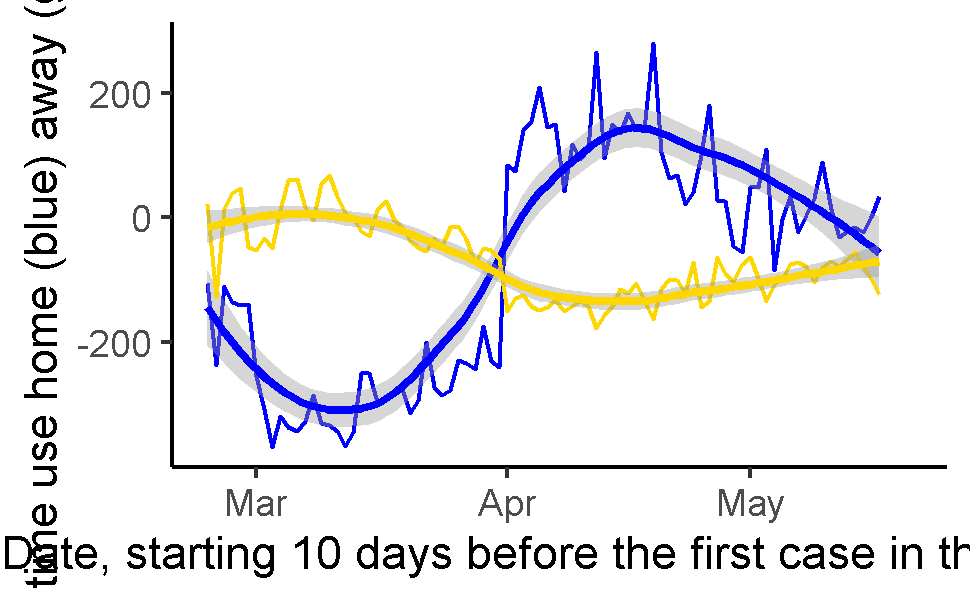 time use home (blue) away (
200
0
-200
Mar Apr May
Date, starting 10 days before the first case in th